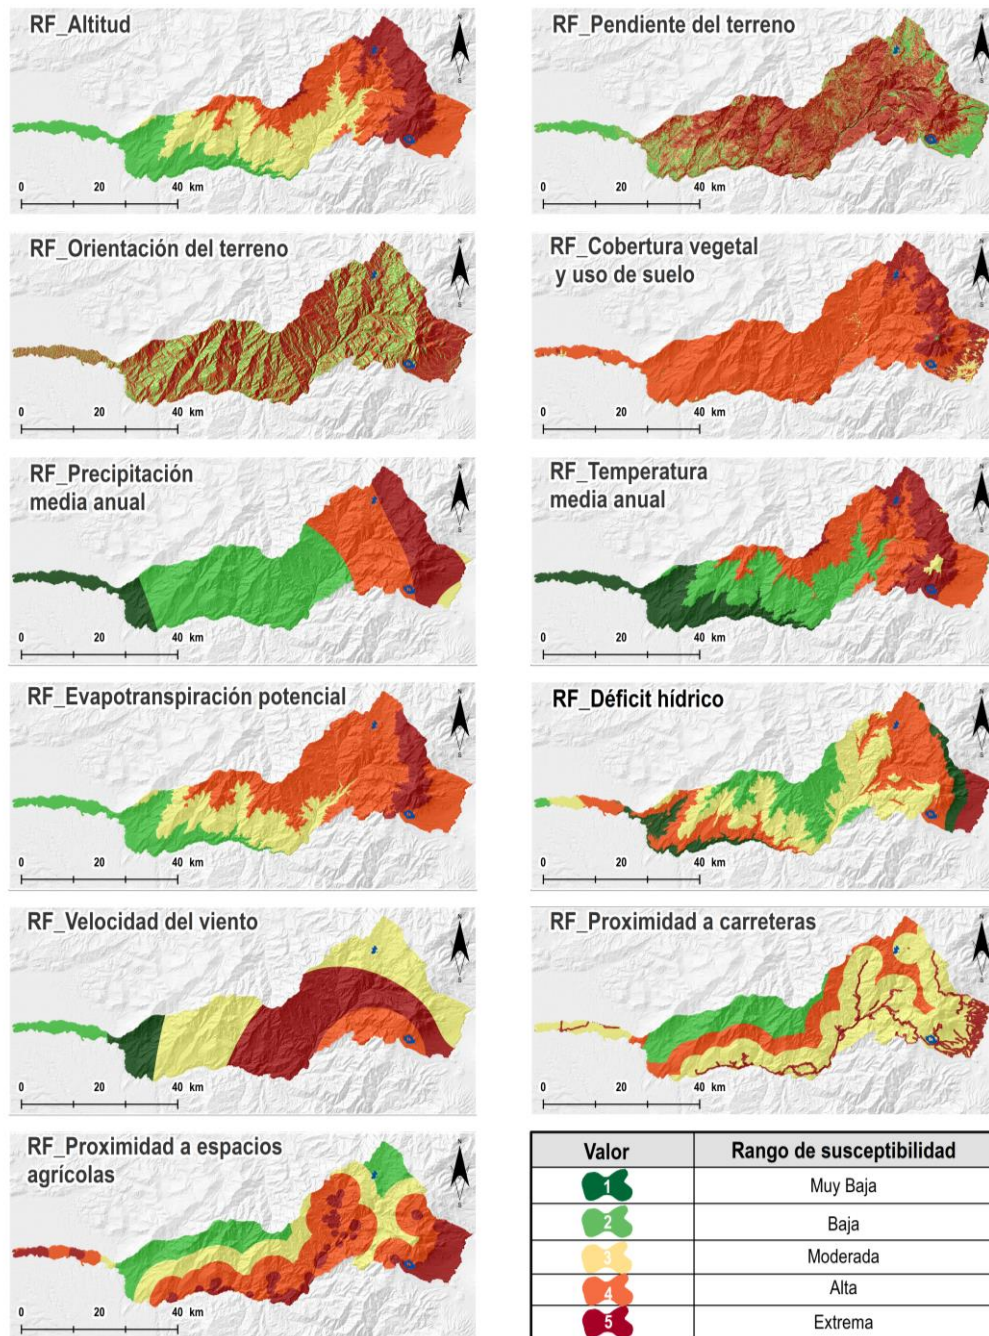 RF_Altitud
N
S
0 20 40 km
RF_Pendiente del terreno
N
S
0 20 40 km
RF_Orientación del terreno
N
S
0 20 40 km
RF_Cobertura vegetal
y uso de suelo
N
S
0 20 40 km
RF_Precipitación
media anual
N
S
0 20 40 km
RF_Temperatura
media anual
N
S
0 20 40 km
RF_Evapotranspiración potencial
N
S
0 20 40 km
RF_Déficit hídrico
N
S
0 20 40 km
RF_Velocidad del viento
N
S
0 20 40 km
RF_Proximidad a carreteras
N
S
0 20 40 km
RF_Proximidad a espacios
agrícolas
N
S
0 20 40 km
Valor Rango de susceptibilidad
1 Muy Baja
2 Baja
3 Moderada
4 Alta
5 Extrema